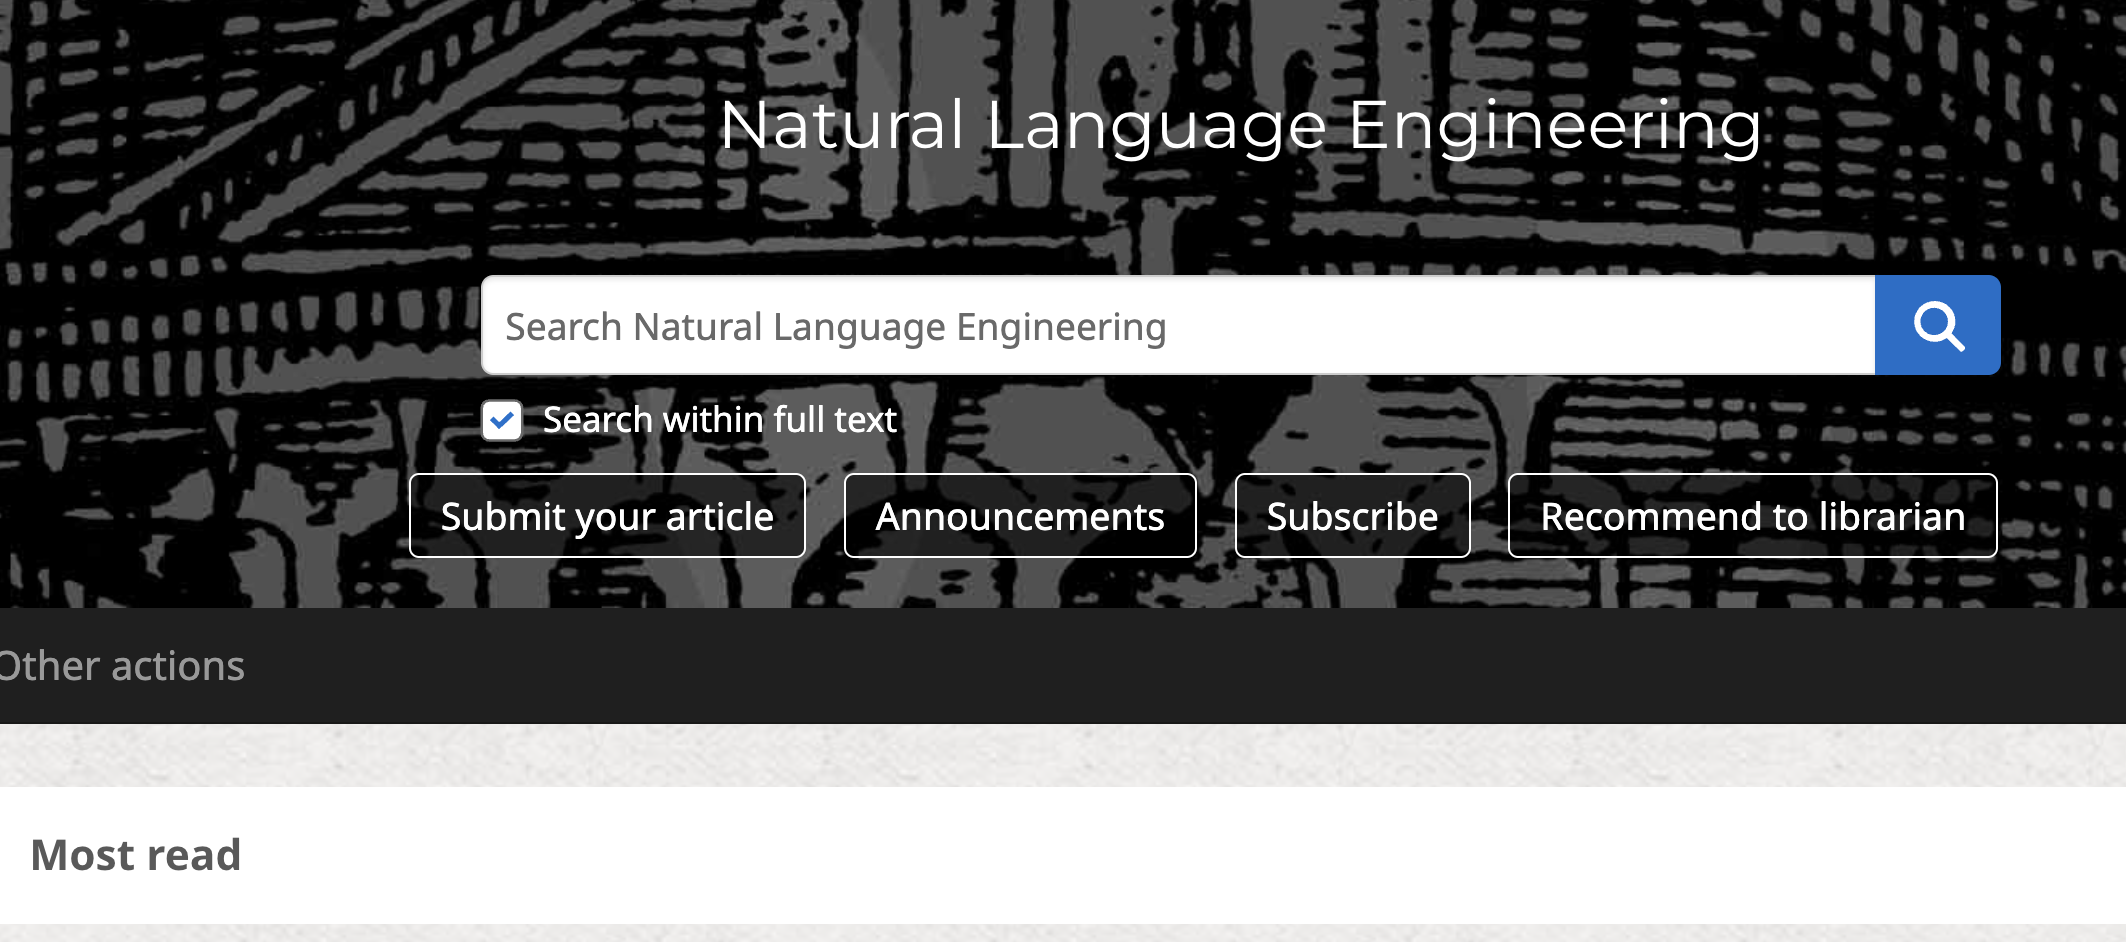 Natural Language Engineering
Search Natural Language Engineering
Search within full text
Submit your article
Announcements
Subscribe
Recommend to librarian
Other actions
Most read